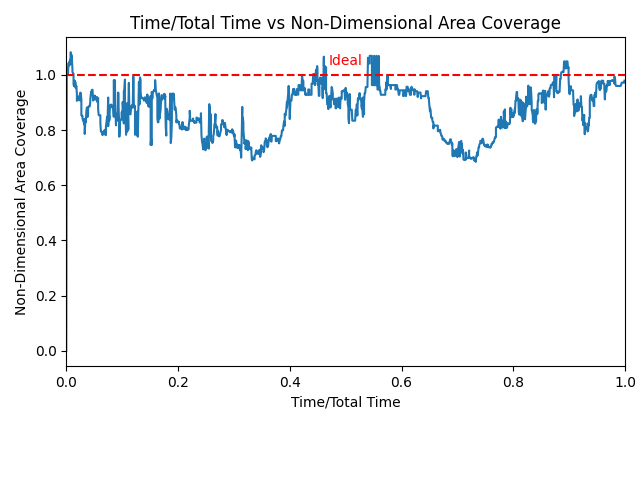 Time/Total Time vs Non-Dimensional Area Coverage
Ideal
Non-Dimensional Area Coverage
1.0
0.8
0.6
0.4
0.2
0.0
0.0 0.2 0.4 0.6 0.8 1.0
Time/Total Time